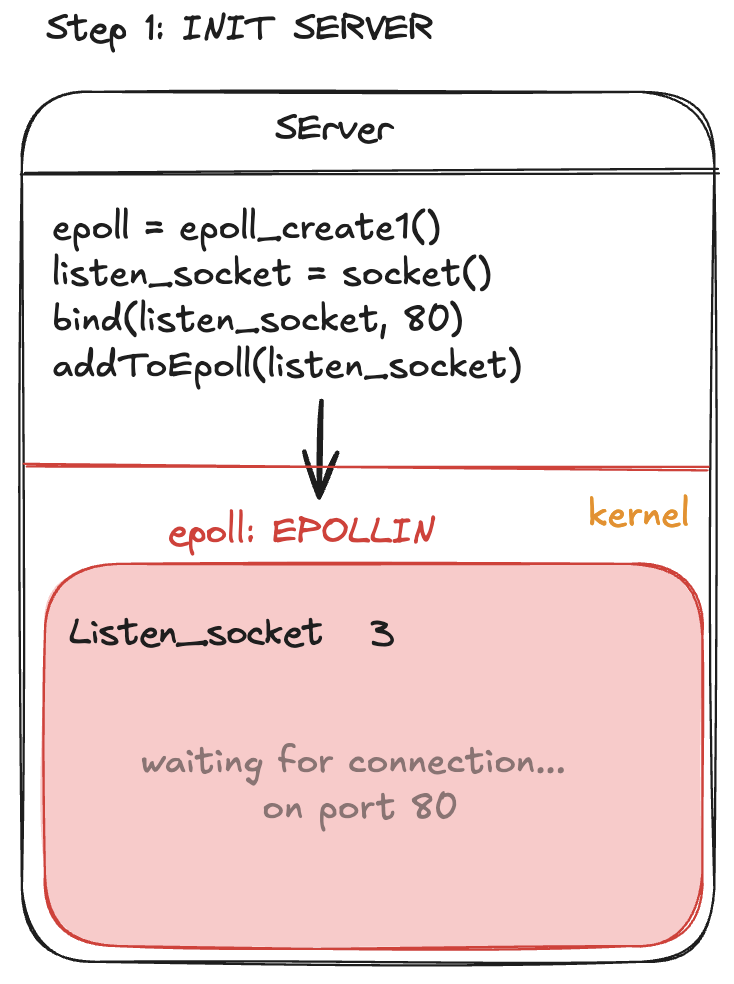 Step 1: INIT SERVER
SErver
epoll = epoll_create1()
listen_socket = socket()
bind(listen_socket, 80)
addToEpoll(listen_socket)
kernel
epoll: EPOLLIN
Listen_socket 3
waiting for connection...
on port 80